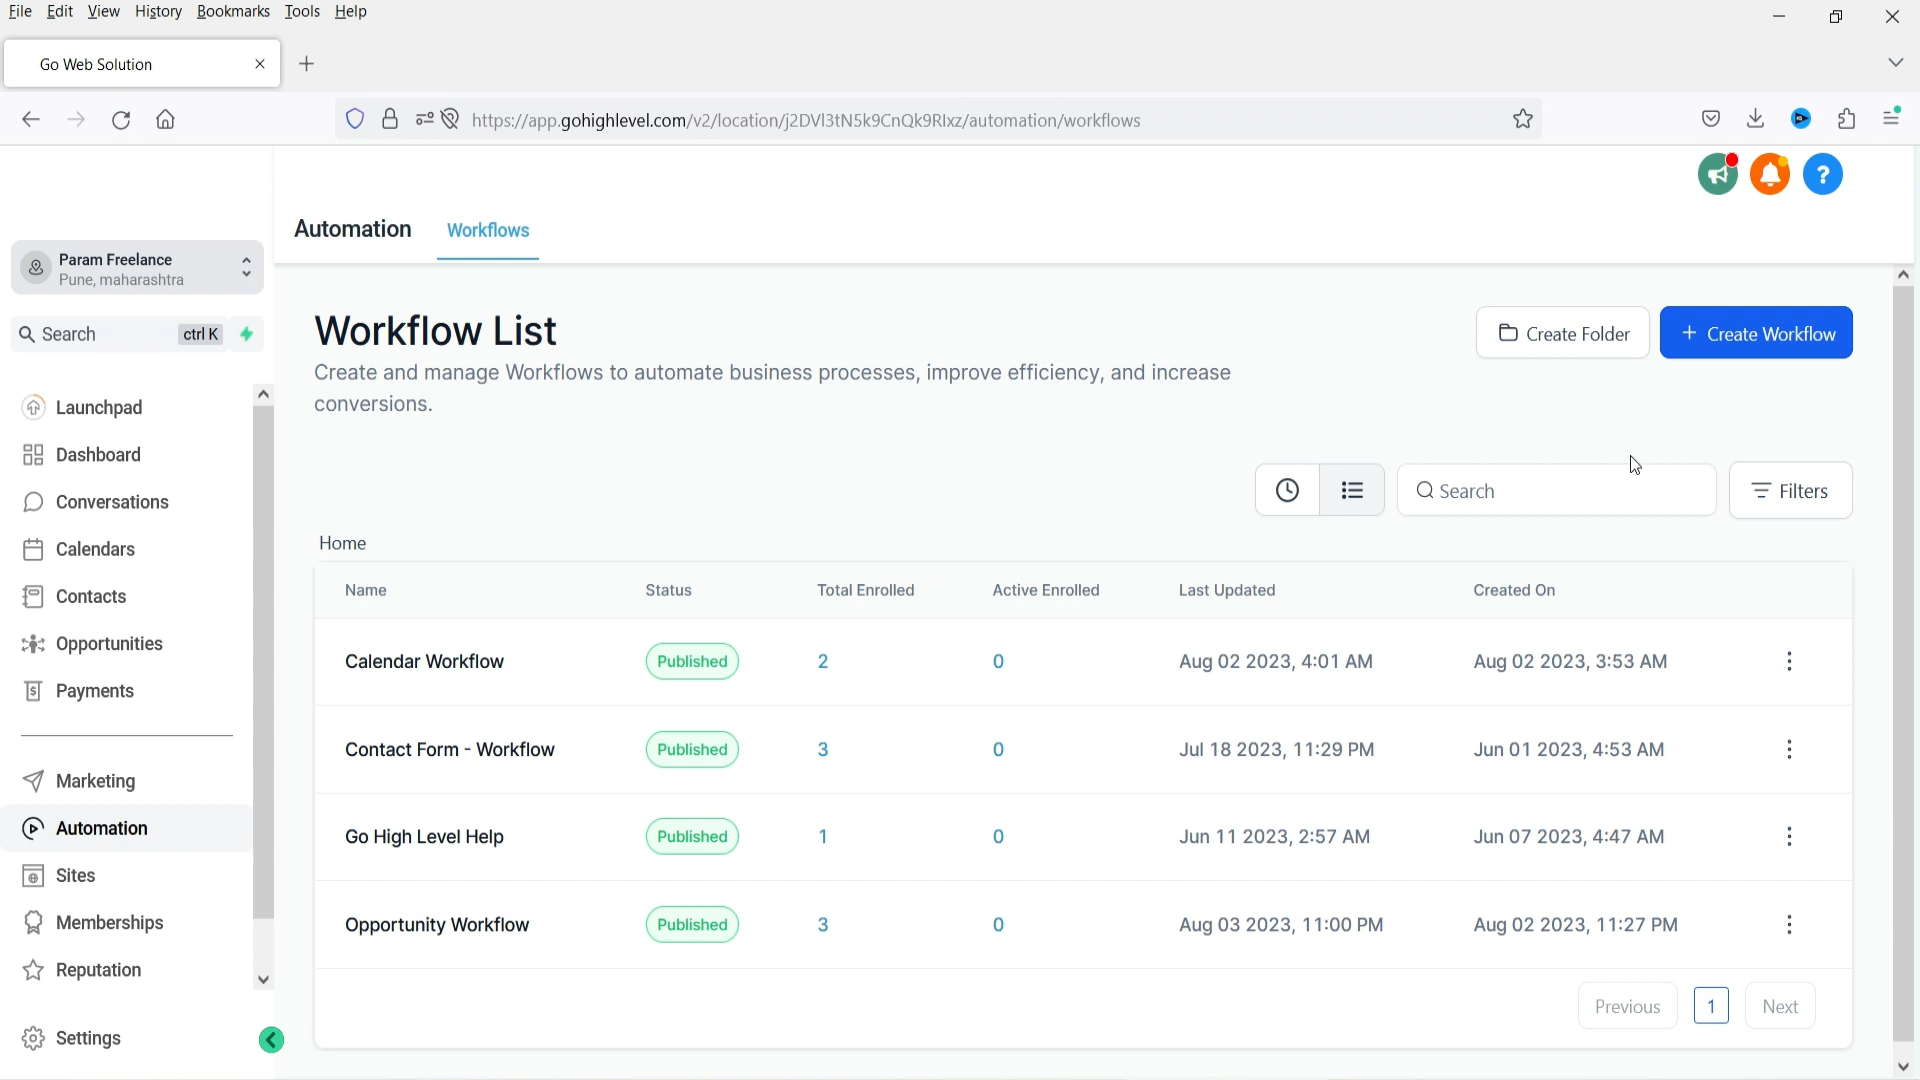 File Edit View History Bookmarks Tools Help
Go Web Solution
https://app.gohighlevel.com/v2/location/j2DVl3tN5k9CnQk9Rlxz/automation/workflows
Automation Workflows
Param Freelance
Pune, maharashtra
Search ctrl K
Launchpad
Dashboard
Conversations
Calendars
Contacts
Opportunities
Payments
Marketing
Automation
Sites
Memberships
Reputation
Settings
Workflow List
Create and manage Workflows to automate business processes, improve efficiency, and increase
conversions.
Create Folder
+ Create Workflow
Search
Filters
Home
Name Status Total Enrolled Active Enrolled Last Updated Created On
Calendar Workflow Published 2 0 Aug 02 2023, 4:01 AM Aug 02 2023, 3:53 AM
Contact Form - Workflow Published 3 0 Jul 18 2023, 11:29 PM Jun 01 2023, 4:53 AM
Go High Level Help Published 1 0 Jun 11 2023, 2:57 AM Jun 07 2023, 4:47 AM
Opportunity Workflow Published 3 0 Aug 03 2023, 11:00 PM Aug 02 2023, 11:27 PM
Previous 1 Next